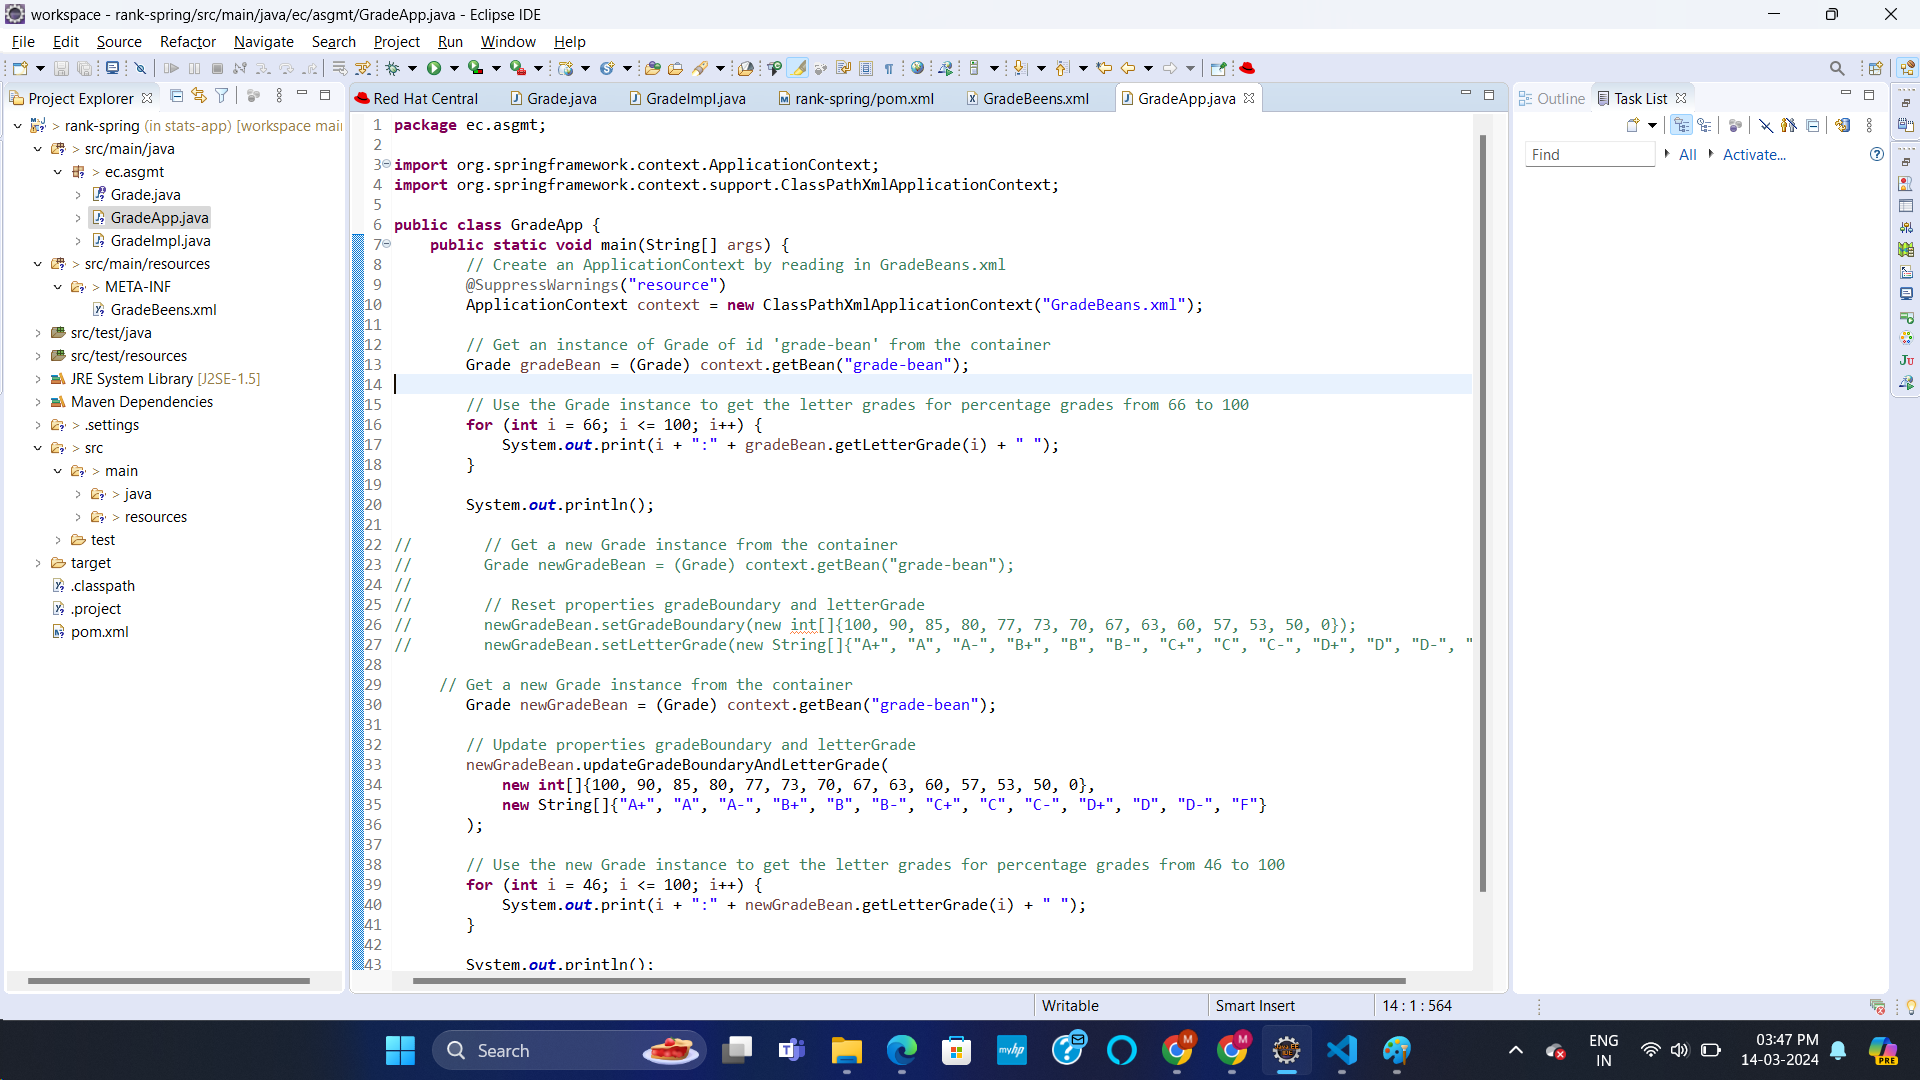 workspace - rank-spring/src/main/java/ec/asgmt/GradeApp.java - Eclipse IDE
File Edit Source Refactor Navigate Search Project Run Window Help
Project Explorer
> rank-spring (in stats-app) [workspace mai
> src/main/java
> ec.asgmt
Grade.java
GradeApp.java
GradeImpl.java
> src/main/resources
> META-INF
GradeBeens.xml
src/test/java
src/test/resources
JRE System Library [J2SE-1.5]
Maven Dependencies
> .settings
> src
> main
> java
> resources
test
target
.classpath
.project
pom.xml
Red Hat Central Grade.java GradeImpl.java rank-spring/pom.xml GradeBeens.xml GradeApp.java
1 package ec.asgmt;
2
3 import org.springframework.context.ApplicationContext;
4 import org.springframework.context.support.ClassPathXmlApplicationContext;
5
6 public class GradeApp {
7 public static void main(String[] args) {
8 // Create an ApplicationContext by reading in GradeBeans.xml
9 @SuppressWarnings("resource")
10 ApplicationContext context = new ClassPathXmlApplicationContext("GradeBeans.xml");
11
12 // Get an instance of Grade of id 'grade-bean' from the container
13 Grade gradeBean = (Grade) context.getBean("grade-bean");
14
15 // Use the Grade instance to get the letter grades for percentage grades from 66 to 100
16 for (int i = 66; i <= 100; i++) {
17 System.out.print(i + ":" + gradeBean.getLetterGrade(i) + " ");
18 }
19
20 System.out.println();
21
22 // // Get a new Grade instance from the container
23 // Grade newGradeBean = (Grade) context.getBean("grade-bean");
24 //
25 // // Reset properties gradeBoundary and letterGrade
26 // newGradeBean.setGradeBoundary(new int[]{100, 90, 85, 80, 77, 73, 70, 67, 63, 60, 57, 53, 50, 0});
27 // newGradeBean.setLetterGrade(new String[]{"A+", "A", "A-", "B+", "B", "B-", "C+", "C", "C-", "D+", "D", "D-", "
28
29 // Get a new Grade instance from the container
30 Grade newGradeBean = (Grade) context.getBean("grade-bean");
31
32 // Update properties gradeBoundary and letterGrade
33 newGradeBean.updateGradeBoundaryAndLetterGrade(
34 new int[]{100, 90, 85, 80, 77, 73, 70, 67, 63, 60, 57, 53, 50, 0},
35 new String[]{"A+", "A", "A-", "B+", "B", "B-", "C+", "C", "C-", "D+", "D", "D-", "F"}
36 );
37
38 // Use the new Grade instance to get the letter grades for percentage grades from 46 to 100
39 for (int i = 46; i <= 100; i++) {
40 System.out.print(i + ":" + newGradeBean.getLetterGrade(i) + " ");
41 }
42
43 System.out.println();
Outline Task List
Find All Activate...
Writable Smart Insert 14 : 1 : 564
Search
myhp
ENG
IN
03:47 PM
14-03-2024
PRE